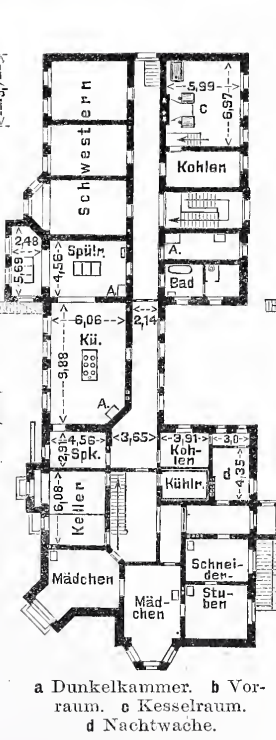 Schwestern
5,99
c
6,97
Kohlen
A.
Bad
2,48
5,69
4,56
Spülr.
A.
6,06
2,14
Kü.
9,88
A.
2,9
4,56
Spk.
3,65
3,91
Koh-
len
3,0
d
4,35
Kühlr.
6,08
Keller
Mädchen
Mäd-
chen
Schnei-
der-
Stu-
ben
a Dunkelkammer. b Vor-
raum. c Kesselraum.
d Nachtwache.